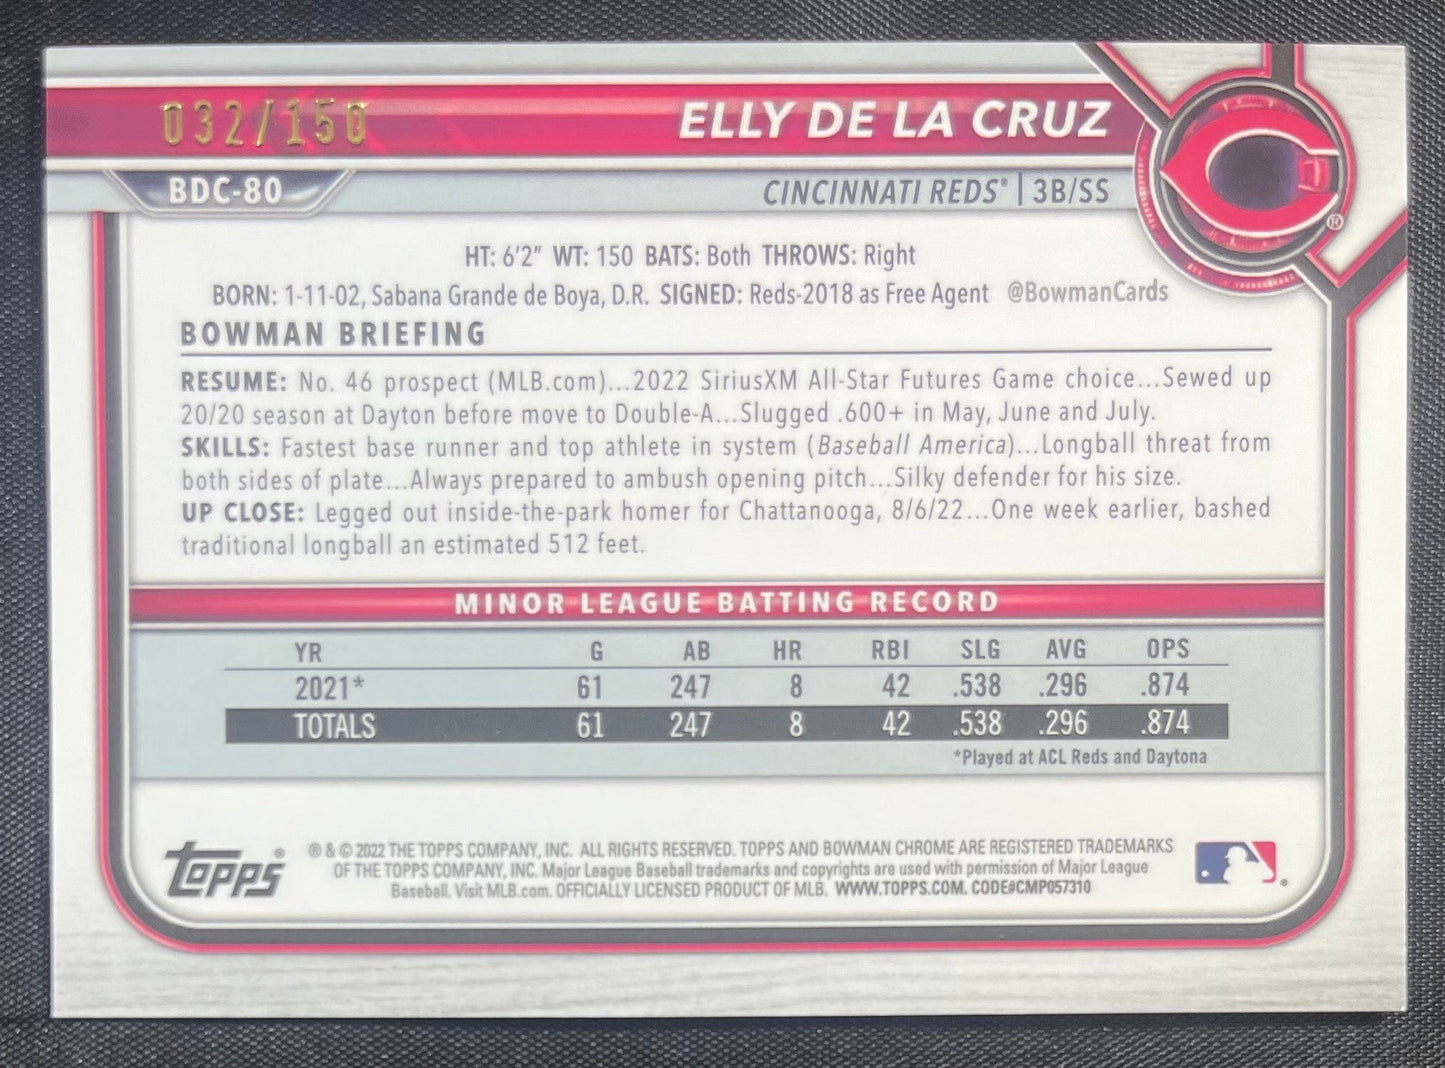 032/150
ELLY DE LA CRUZ
BDC-80
CINCINNATI REDS® | 3B/SS
®
HT: 6'2" WT: 150 BATS: Both THROWS: Right
BORN: 1-11-02, Sabana Grande de Boya, D.R. SIGNED: Reds-2018 as Free Agent @BowmanCards
BOWMAN BRIEFING
RESUME: No. 46 prospect (MLB.com)...2022 SiriusXM All-Star Futures Game choice...Sewed up
20/20 season at Dayton before move to Double-A...Slugged .600+ in May, June and July.
SKILLS: Fastest base runner and top athlete in system (Baseball America)...Longball threat from
both sides of plate...Always prepared to ambush opening pitch...Silky defender for his size.
UP CLOSE: Legged out inside-the-park homer for Chattanooga, 8/6/22...One week earlier, bashed
traditional longball an estimated 512 feet.
MINOR LEAGUE BATTING RECORD
YR G AB HR RBI SLG AVG OPS
2021* 61 247 8 42 .538 .296 .874
TOTALS 61 247 8 42 .538 .296 .874
*Played at ACL Reds and Daytona
Topps®
® & © 2022 THE TOPPS COMPANY, INC. ALL RIGHTS RESERVED. TOPPS AND BOWMAN CHROME ARE REGISTERED TRADEMARKS
OF THE TOPPS COMPANY, INC. Major League Baseball trademarks and copyrights are used with permission of Major League
Baseball. Visit MLB.com. OFFICIALLY LICENSED PRODUCT OF MLB. WWW.TOPPS.COM. CODE#CMP057310
®